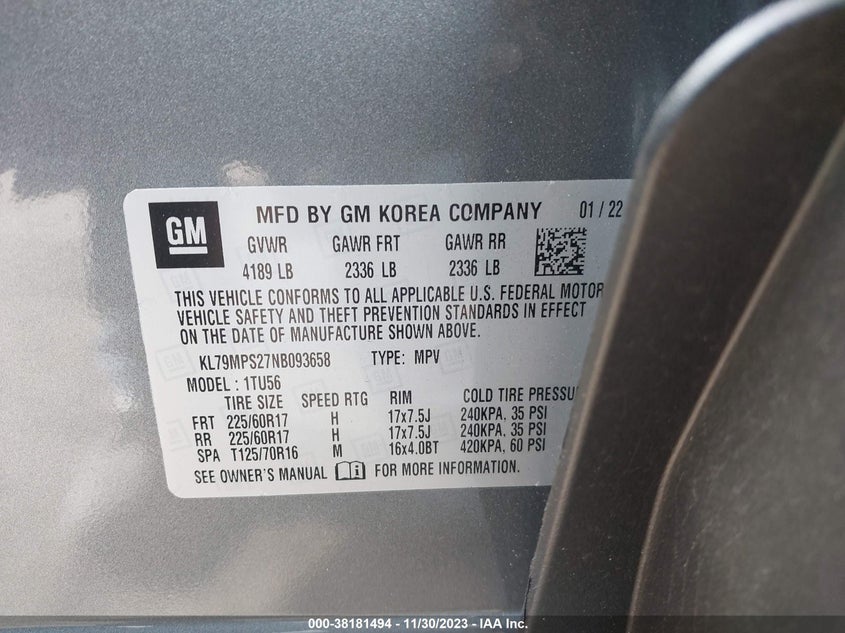 GM
MFD BY GM KOREA COMPANY 01 / 22
GVWR GAWR FRT GAWR RR
4189 LB 2336 LB 2336 LB
THIS VEHICLE CONFORMS TO ALL APPLICABLE U.S. FEDERAL MOTOR
VEHICLE SAFETY AND THEFT PREVENTION STANDARDS IN EFFECT
ON THE DATE OF MANUFACTURE SHOWN ABOVE.
KL79MPS27NB093658 TYPE: MPV
MODEL: 1TU56
TIRE SIZE SPEED RTG RIM COLD TIRE PRESSU
FRT 225/60R17 H 17x7.5J 240KPA, 35 PSI
RR 225/60R17 H 17x7.5J 240KPA, 35 PSI
SPA T125/70R16 M 16x4.0BT 420KPA, 60 PSI
SEE OWNER'S MANUAL FOR MORE INFORMATION.
000-38181494 - 11/30/2023 - IAA Inc.